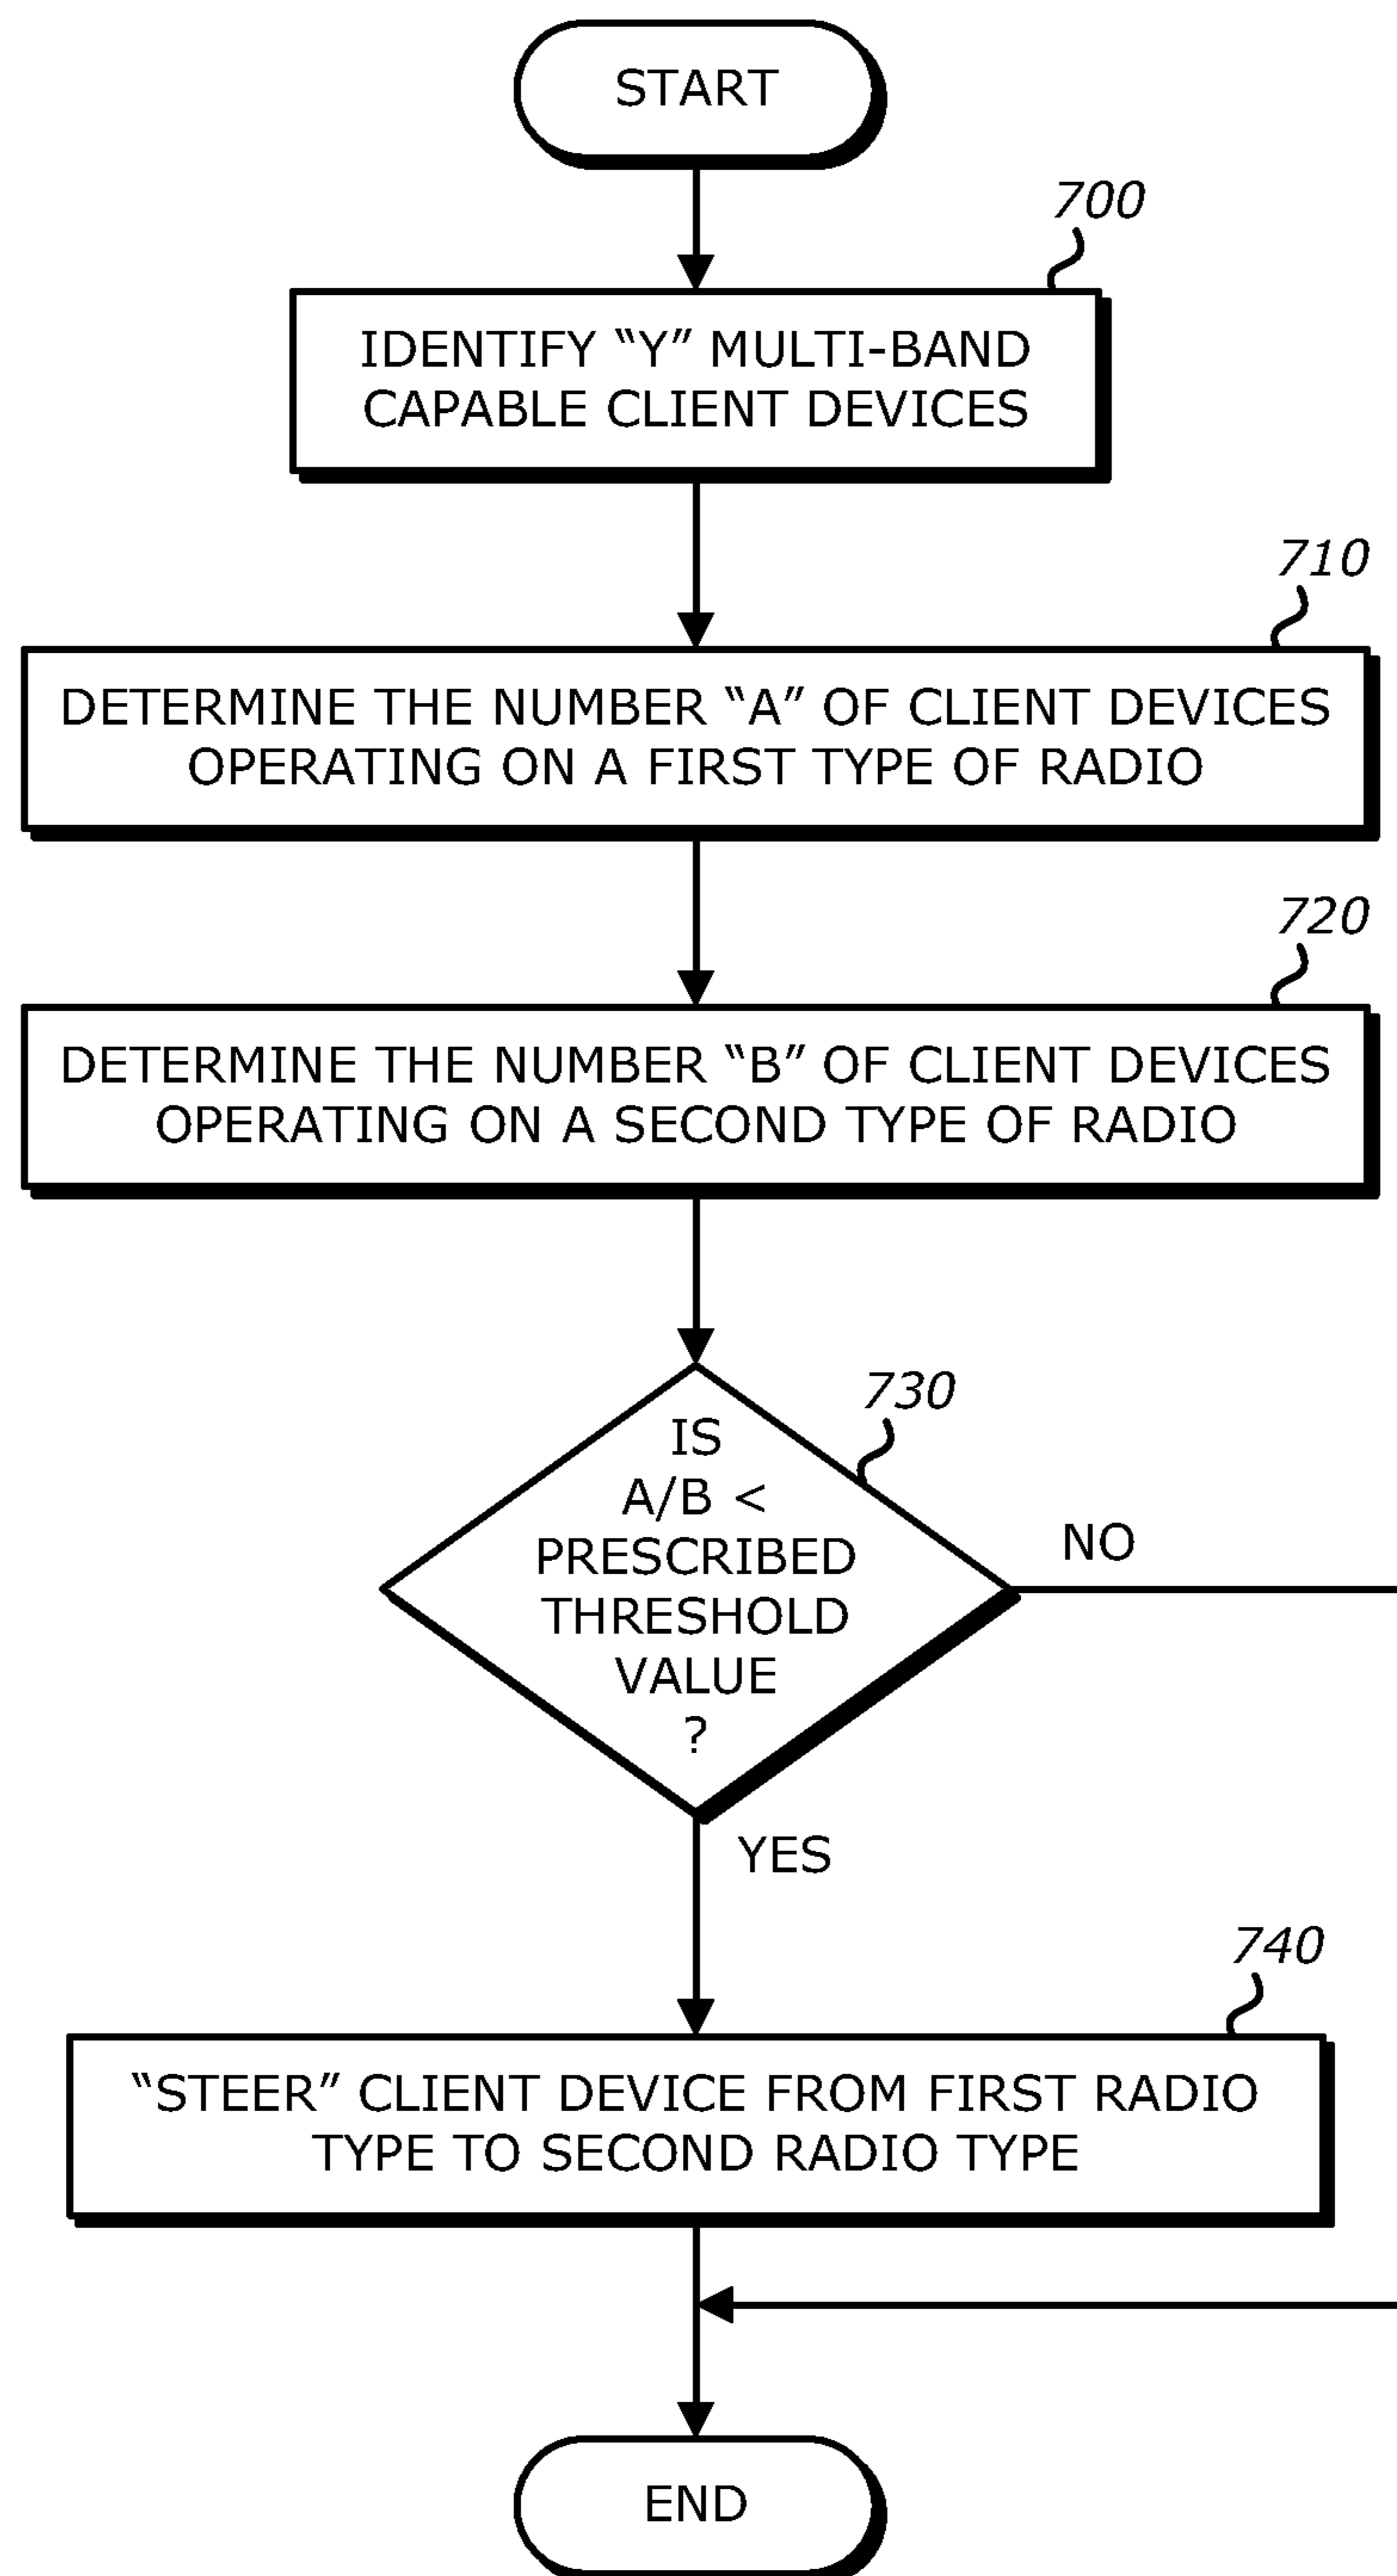 START
700
IDENTIFY “Y” MULTI-BAND
CAPABLE CLIENT DEVICES
710
DETERMINE THE NUMBER “A” OF CLIENT DEVICES
OPERATING ON A FIRST TYPE OF RADIO
720
DETERMINE THE NUMBER “B” OF CLIENT DEVICES
OPERATING ON A SECOND TYPE OF RADIO
730
IS
A/B <
PRESCRIBED
THRESHOLD
VALUE
?
NO
YES
740
“STEER” CLIENT DEVICE FROM FIRST RADIO
TYPE TO SECOND RADIO TYPE
END